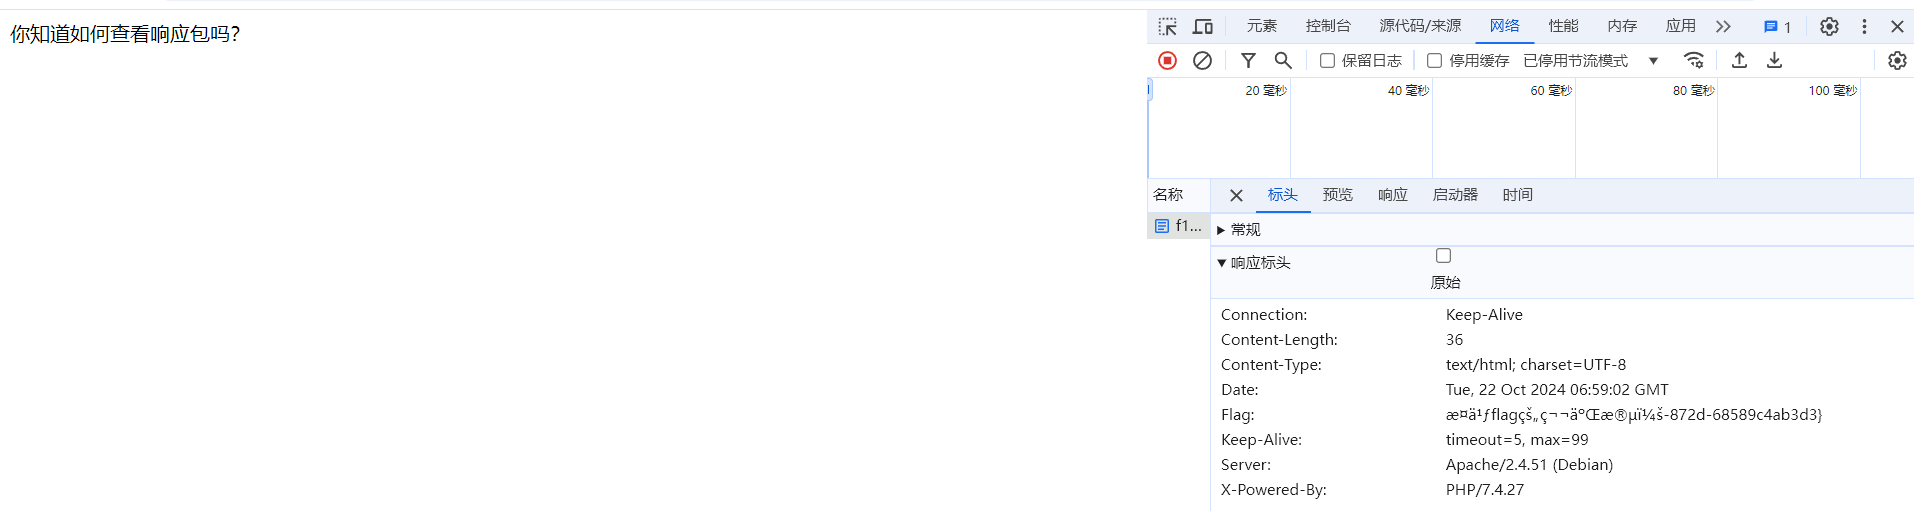 你知道如何查看响应包吗?
元素 控制台 源代码/来源 网络 性能 内存 应用 1
保留日志 停用缓存 已停用节流模式
20 毫秒 40 毫秒 60 毫秒 80 毫秒 100 毫秒
名称 标头 预览 响应 启动器 时间
f1...
常规
响应标头
原始
Connection: Keep-Alive
Content-Length: 36
Content-Type: text/html; charset=UTF-8
Date: Tue, 22 Oct 2024 06:59:02 GMT
Flag: æ¤ä¹ƒflagçš„ç¬¬äºŒæ®µï¼š-872d-68589c4ab3d3}
Keep-Alive: timeout=5, max=99
Server: Apache/2.4.51 (Debian)
X-Powered-By: PHP/7.4.27